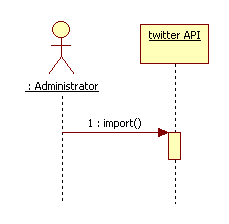 twitter API
: Administrator
1 : import()